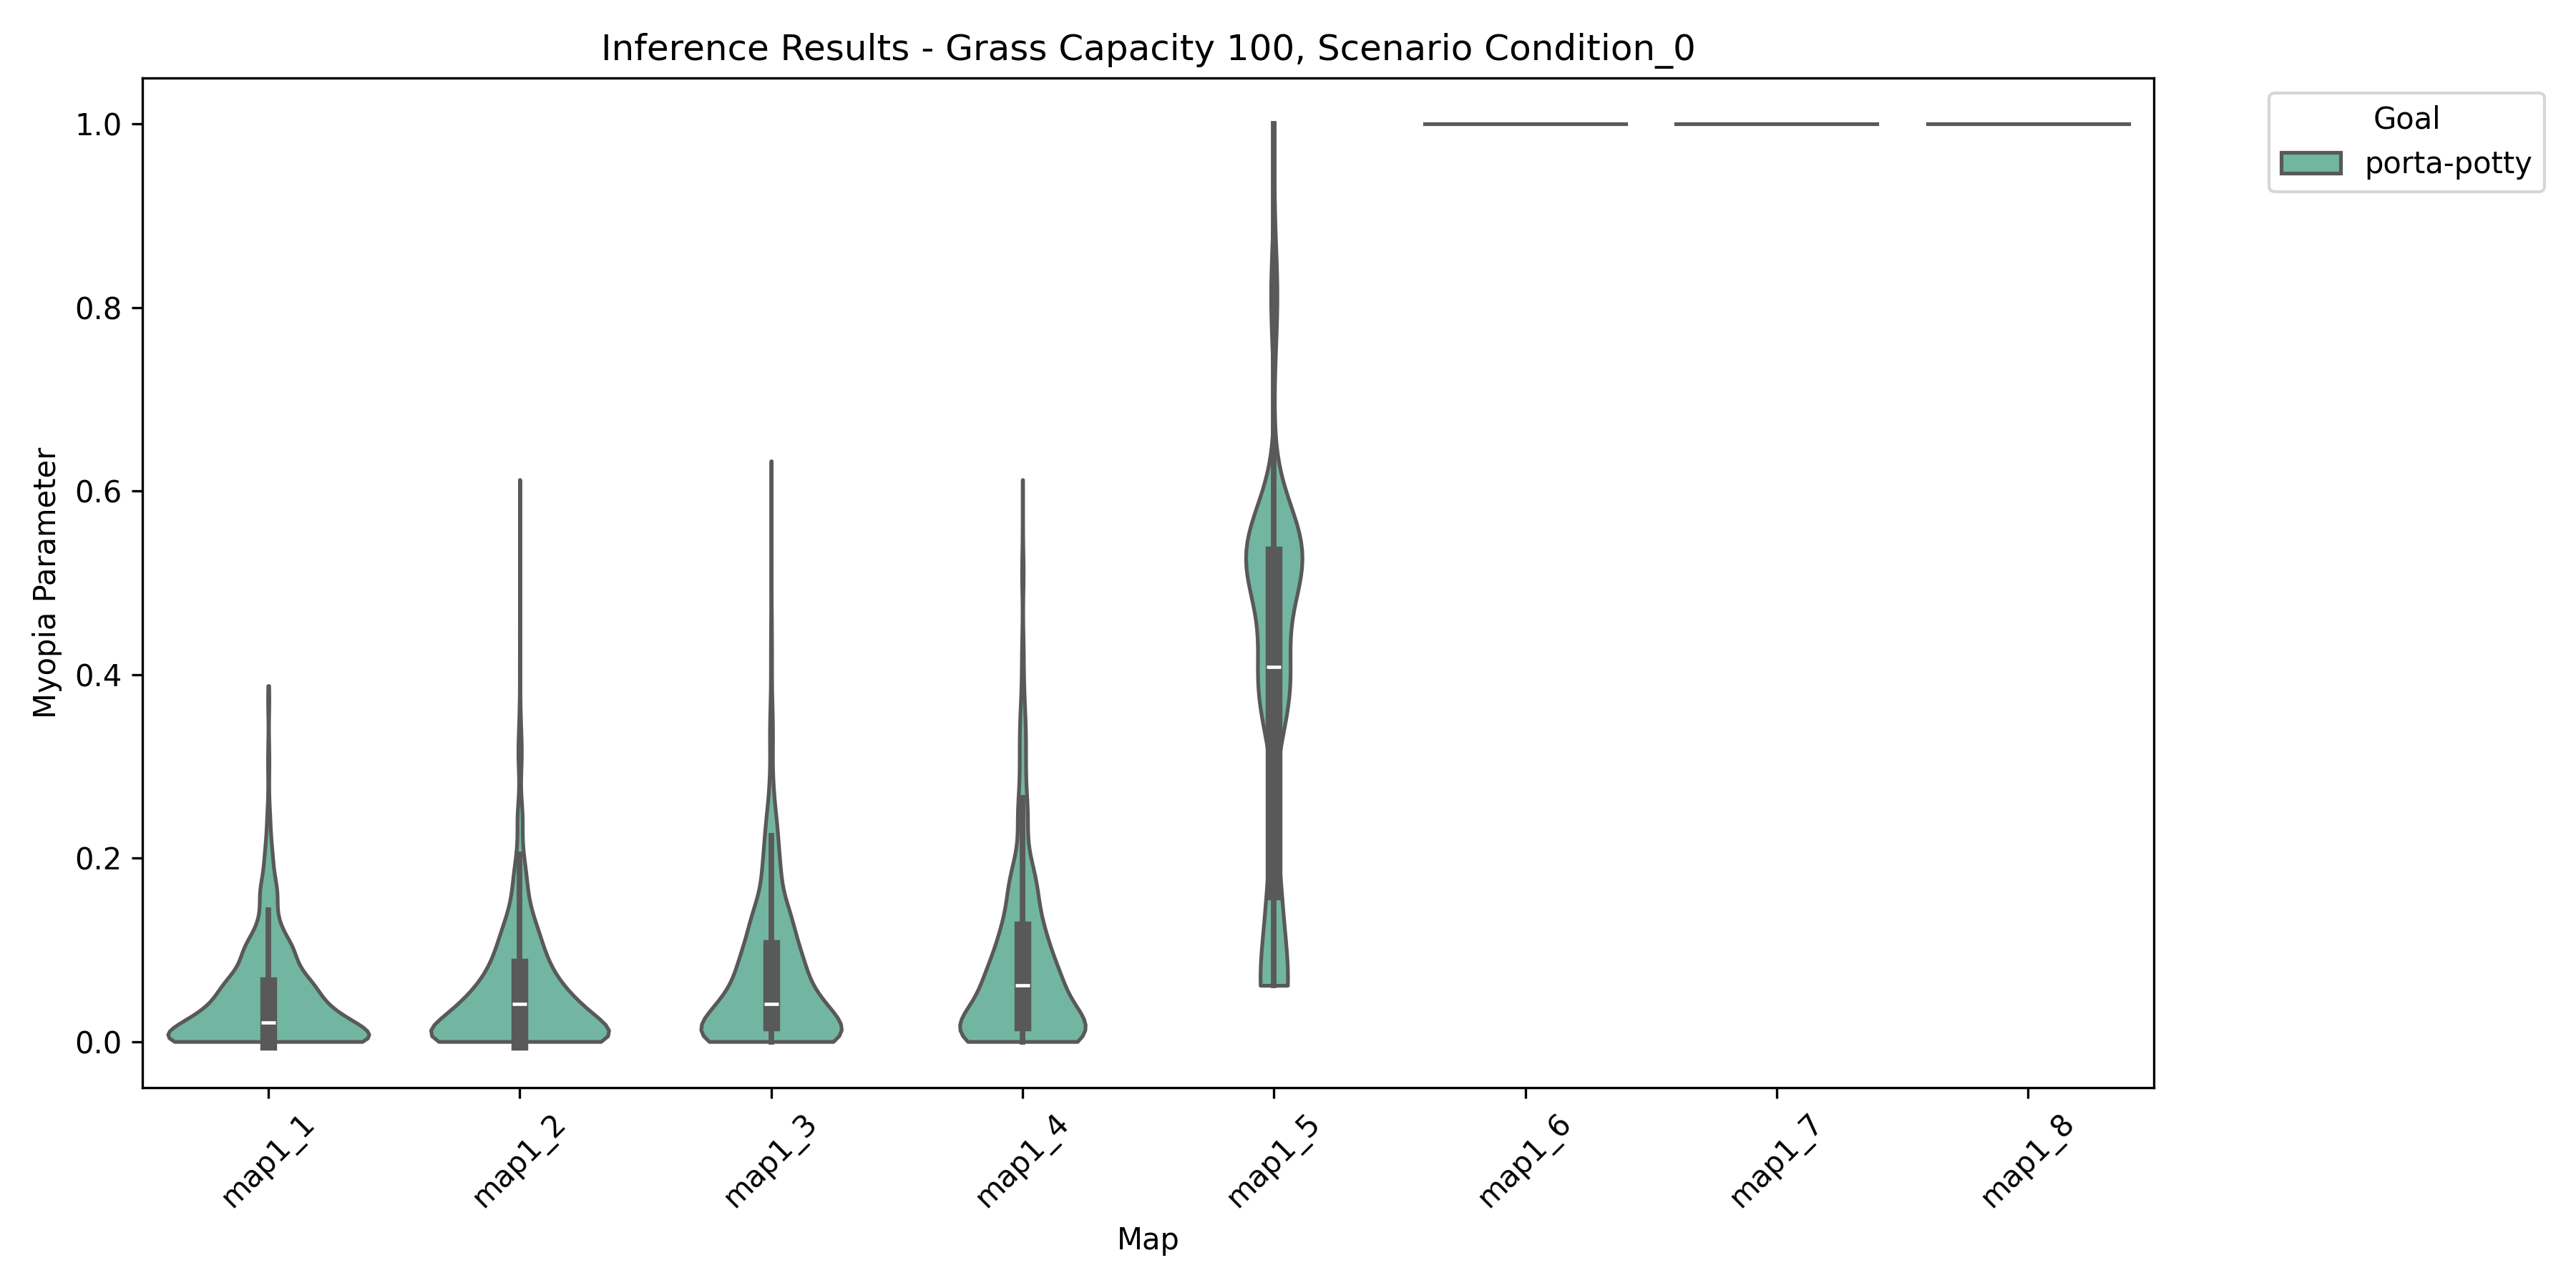 Inference Results - Grass Capacity 100, Scenario Condition_0
Goal
porta-potty
Myopia Parameter
1.0
0.8
0.6
0.4
0.2
0.0
map1_1
map1_2
map1_3
map1_4
map1_5
map1_6
map1_7
map1_8
Map